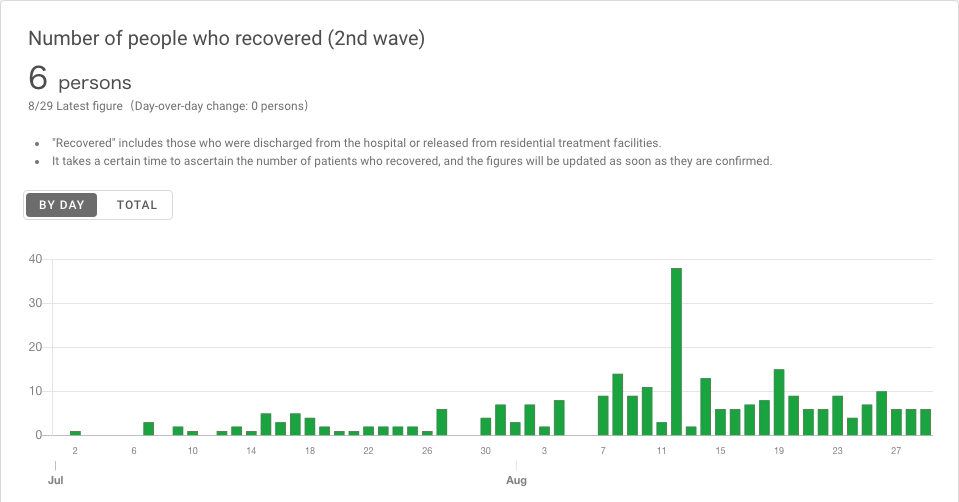 Number of people who recovered (2nd wave)
6 persons
8/29 Latest figure (Day-over-day change: 0 persons)
• "Recovered" includes those who were discharged from the hospital or released from residential treatment facilities.
• It takes a certain time to ascertain the number of patients who recovered, and the figures will be updated as soon as they are confirmed.
BY DAY TOTAL
40
30
20
10
0
2 6 10 14 18 22 26 30 3 7 11 15 19 23 27
Jul Aug